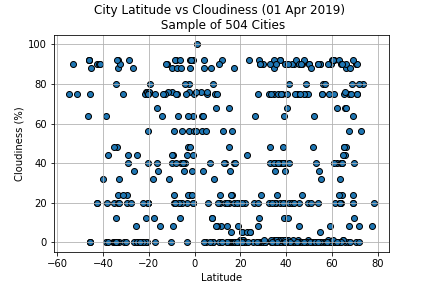 City Latitude vs Cloudiness (01 Apr 2019)
Sample of 504 Cities
100
80
60
40
20
0
Cloudiness (%)
−60 −40 −20 0 20 40 60 80
Latitude